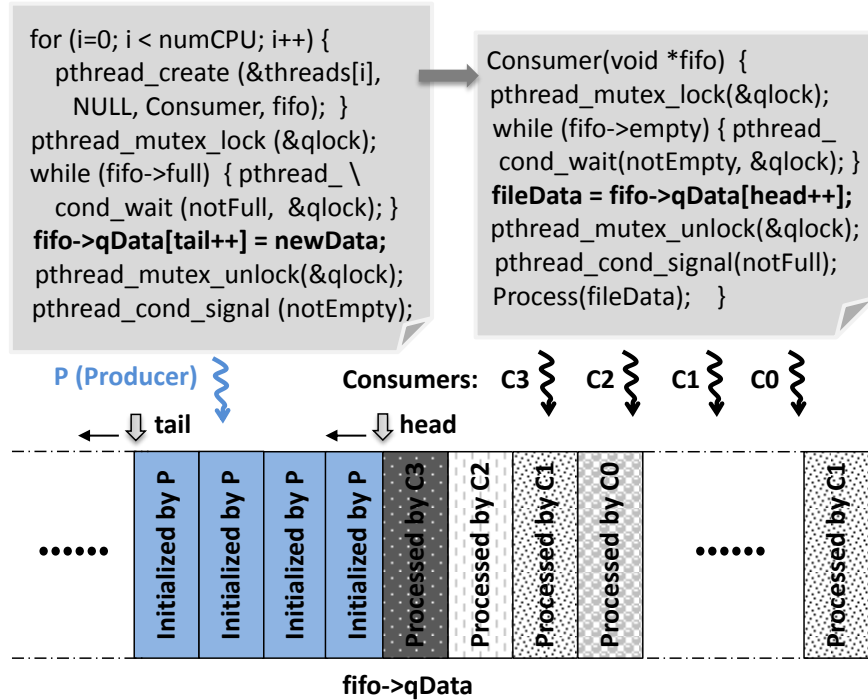 for (i=0; i < numCPU; i++) {
pthread_create (&threads[i],
NULL, Consumer, fifo);  }
pthread_mutex_lock (&qlock);
while (fifo->full)  { pthread_ \
cond_wait (notFull,  &qlock); }
fifo->qData[tail++] = newData;
pthread_mutex_unlock(&qlock);
pthread_cond_signal (notEmpty);
Consumer(void *fifo)  {
pthread_mutex_lock(&qlock);
while (fifo->empty) { pthread_
cond_wait(notEmpty, &qlock); }
fileData = fifo->qData[head++];
pthread_mutex_unlock(&qlock);
pthread_cond_signal(notFull);
Process(fileData);    }
P (Producer)
Consumers: C3 C2 C1 C0
tail head
Initialized by P
Initialized by P
Initialized by P
Initialized by P
Processed by C3
Processed by C2
Processed by C1
Processed by C0
Processed by C1
fifo->qData